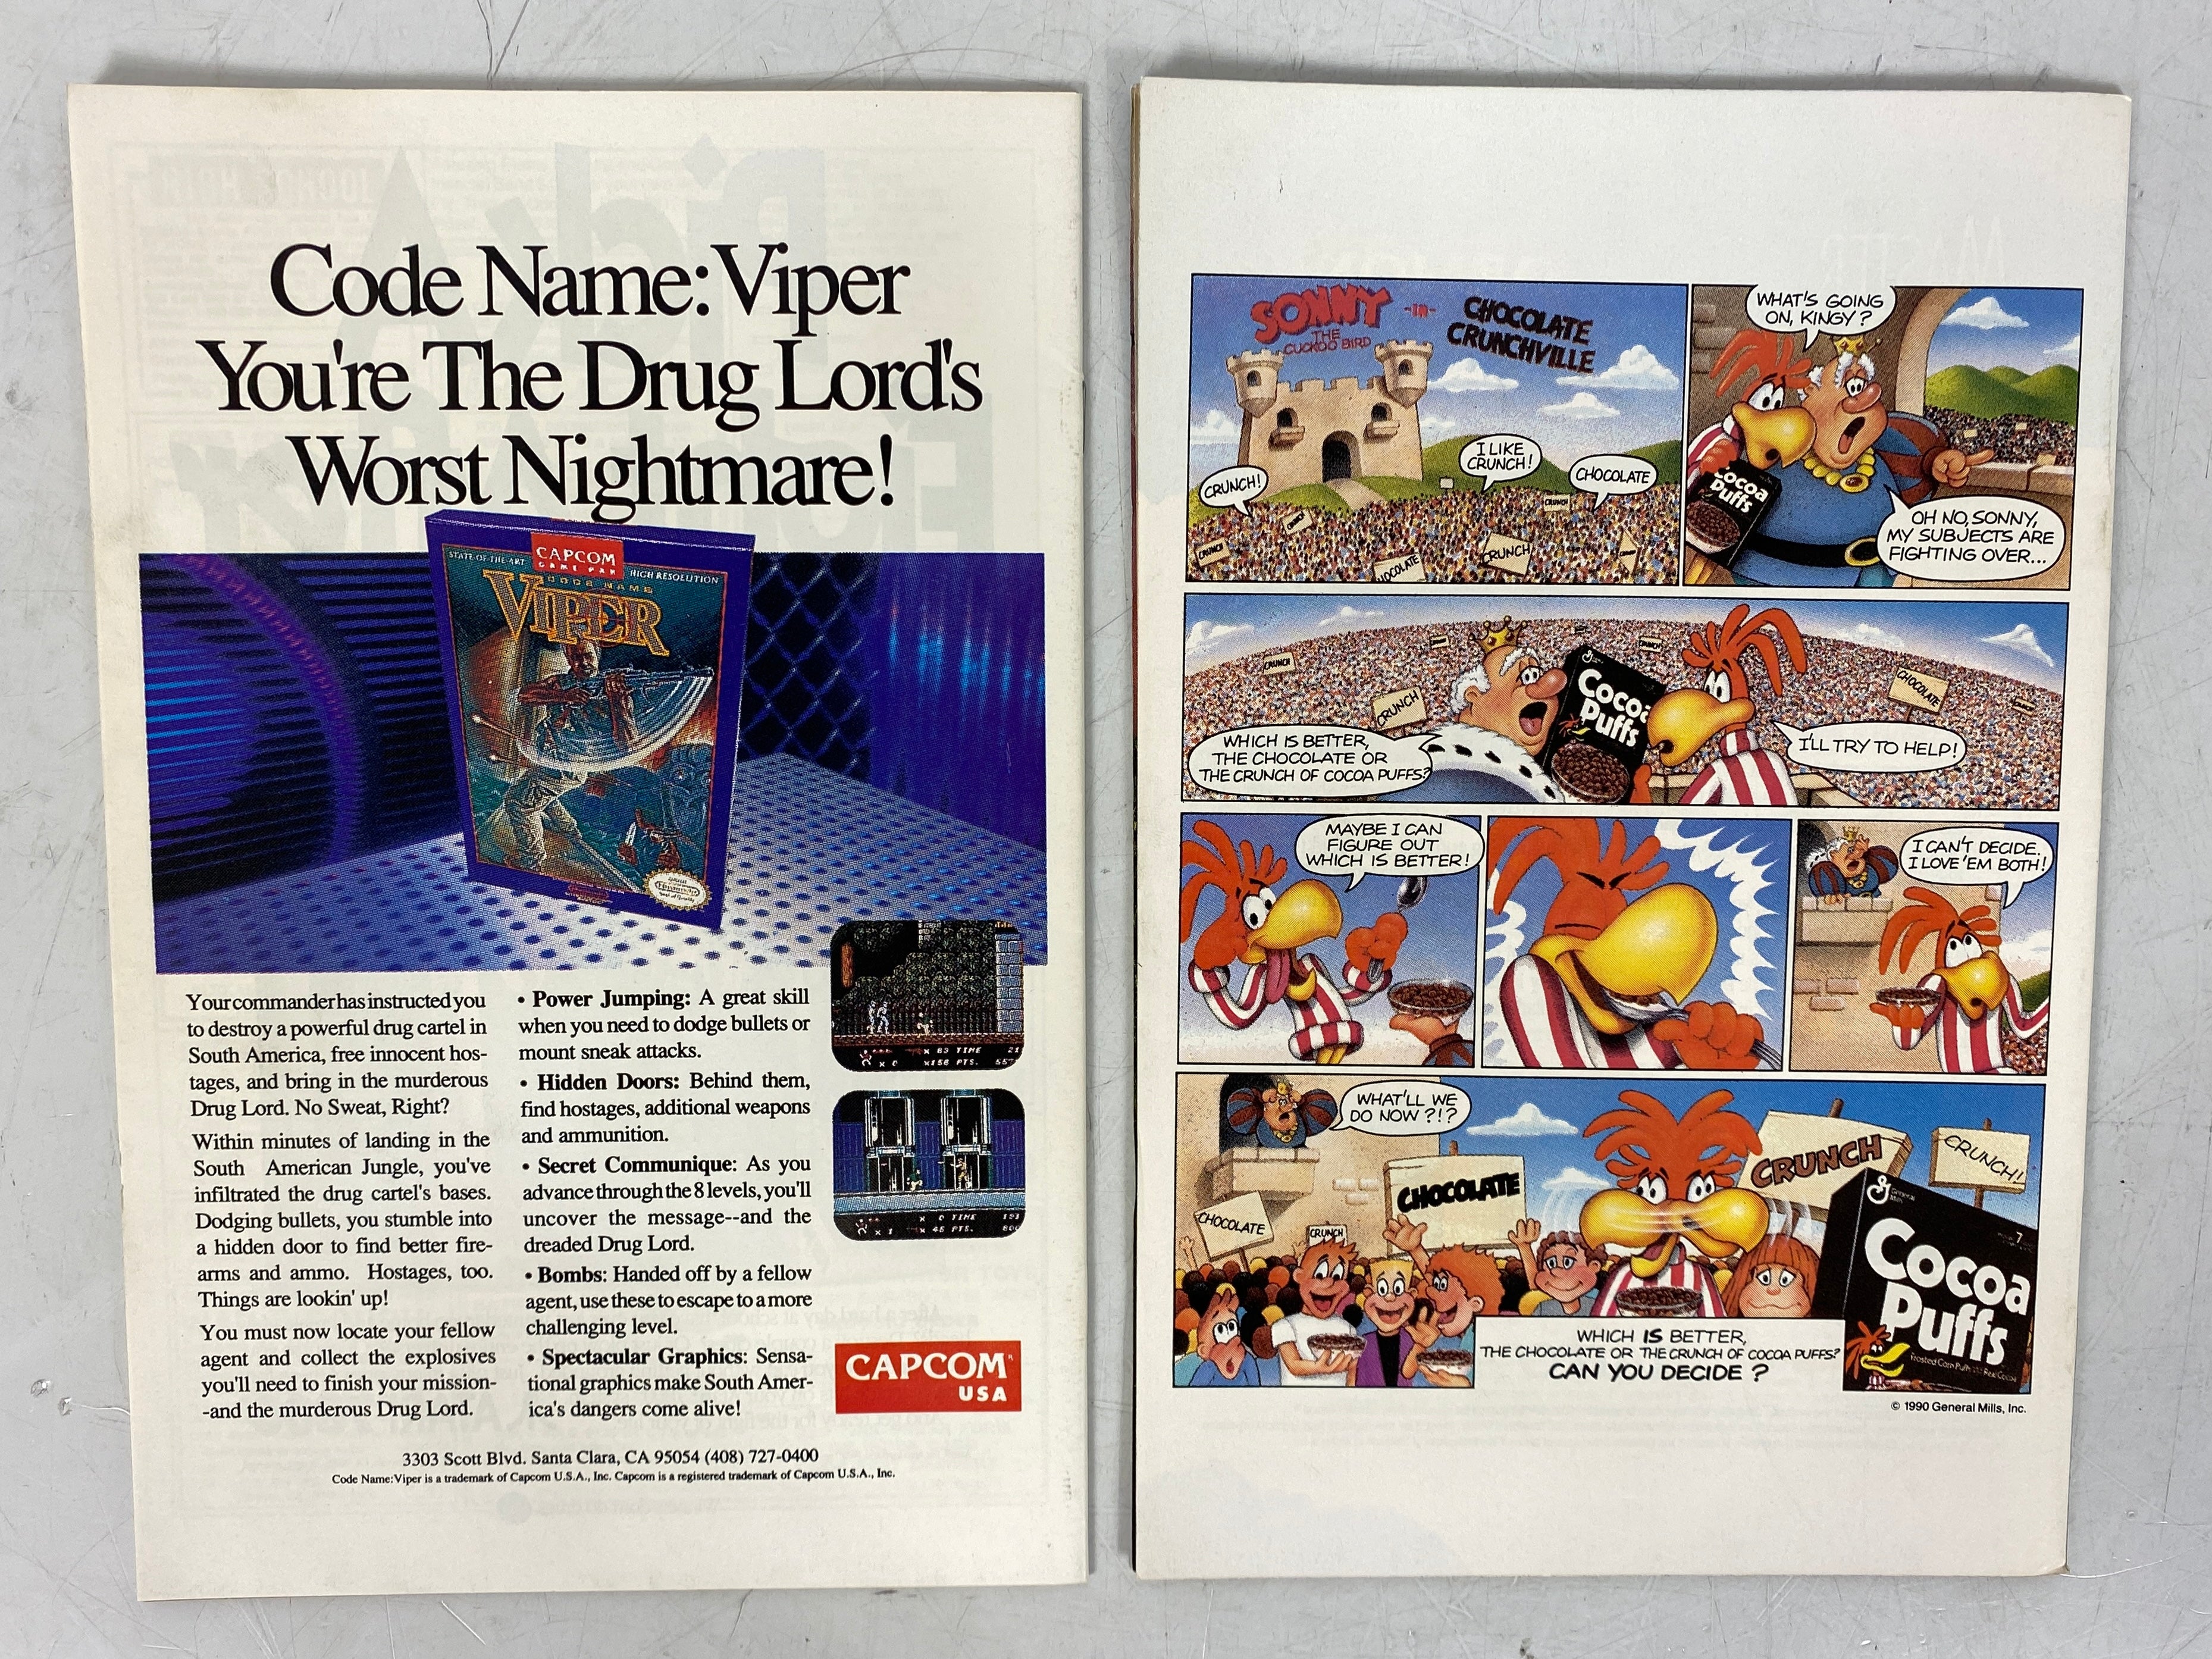 Code Name: Viper
You're The Drug Lord's
Worst Nightmare!
STATE-OF-THE-ART
CAPCOM
GAME PAK
HIGH RESOLUTION
CODE NAME
VIPER
Your commander has instructed you
to destroy a powerful drug cartel in
South America, free innocent hos-
tages, and bring in the murderous
Drug Lord. No Sweat, Right?
Within minutes of landing in the
South American Jungle, you've
infiltrated the drug cartel's bases.
Dodging bullets, you stumble into
a hidden door to find better fire-
arms and ammo. Hostages, too.
Things are lookin' up!
You must now locate your fellow
agent and collect the explosives
you'll need to finish your mission-
-and the murderous Drug Lord.
• Power Jumping: A great skill
when you need to dodge bullets or
mount sneak attacks.
• Hidden Doors: Behind them,
find hostages, additional weapons
and ammunition.
• Secret Communique: As you
advance through the 8 levels, you'll
uncover the message--and the
dreaded Drug Lord.
• Bombs: Handed off by a fellow
agent, use these to escape to a more
challenging level.
• Spectacular Graphics: Sensa-
tional graphics make South Amer-
ica's dangers come alive!
CAPCOM
USA
3303 Scott Blvd. Santa Clara, CA 95054 (408) 727-0400
Code Name:Viper is a trademark of Capcom U.S.A., Inc. Capcom is a registered trademark of Capcom U.S.A., Inc.
SONNY
THE
CUCKOO BIRD
-IN-
CHOCOLATE
CRUNCHVILLE
CRUNCH!
I LIKE
CRUNCH!
CHOCOLATE
CRUNCH
CRUNCH
CRUNCH
CRUNCH
WHAT'S GOING
ON, KINGY?
Cocoa
Puffs
OH NO, SONNY,
MY SUBJECTS ARE
FIGHTING OVER...
CRUNCH
CRUNCH
CHOCOLATE
Cocoa
Puffs
WHICH IS BETTER,
THE CHOCOLATE OR
THE CRUNCH OF COCOA PUFFS?
I'LL TRY TO HELP!
MAYBE I CAN
FIGURE OUT
WHICH IS BETTER!
I CAN'T DECIDE,
I LOVE 'EM BOTH!
WHAT'LL WE
DO NOW?!?
CHOCOLATE
CRUNCH
CHOCOLATE
CRUNCH
CRUNCH!
General
Mills
Cocoa
Puffs
WHICH IS BETTER,
THE CHOCOLATE OR THE CRUNCH OF COCOA PUFFS?
CAN YOU DECIDE?
© 1990 General Mills, Inc.